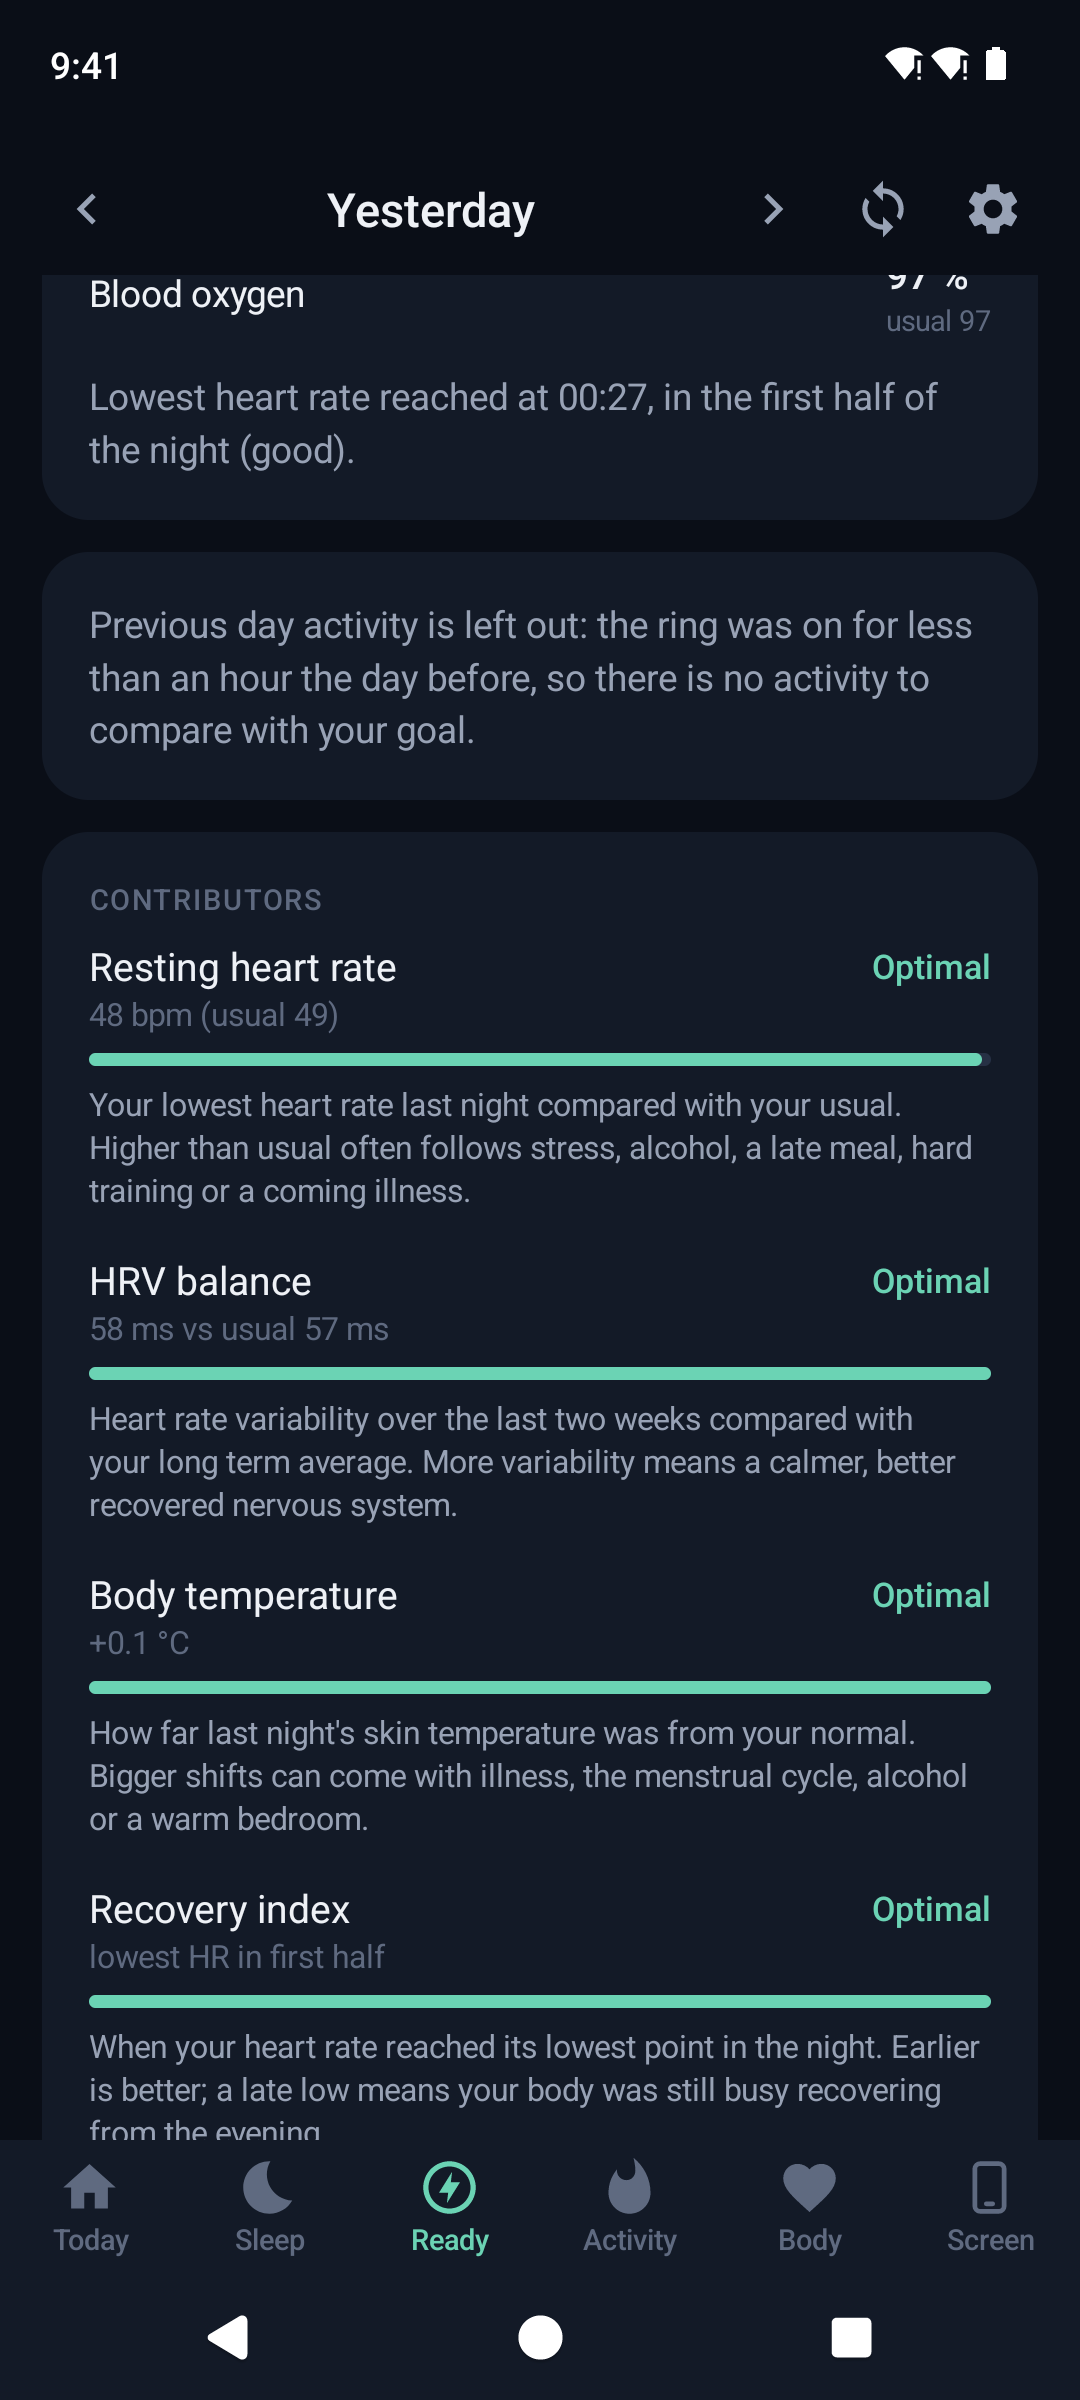 9:41
Yesterday
Blood oxygen
97 %
usual 97
Lowest heart rate reached at 00:27, in the first half of
the night (good).
Previous day activity is left out: the ring was on for less
than an hour the day before, so there is no activity to
compare with your goal.
CONTRIBUTORS
Resting heart rate
Optimal
48 bpm (usual 49)
Your lowest heart rate last night compared with your usual.
Higher than usual often follows stress, alcohol, a late meal, hard
training or a coming illness.
HRV balance
Optimal
58 ms vs usual 57 ms
Heart rate variability over the last two weeks compared with
your long term average. More variability means a calmer, better
recovered nervous system.
Body temperature
Optimal
+0.1 °C
How far last night's skin temperature was from your normal.
Bigger shifts can come with illness, the menstrual cycle, alcohol
or a warm bedroom.
Recovery index
Optimal
lowest HR in first half
When your heart rate reached its lowest point in the night. Earlier
is better; a late low means your body was still busy recovering
from the evening
Today
Sleep
Ready
Activity
Body
Screen